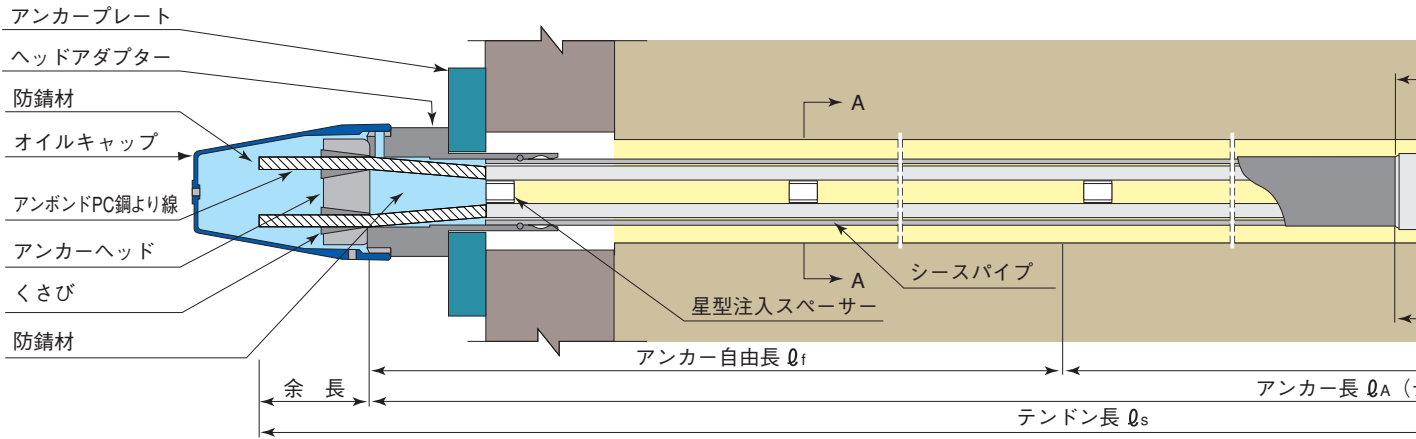 アンカープレート
ヘッドアダプター
防錆材
オイルキャップ
アンボンドPC鋼より線
アンカーヘッド
くさび
防錆材
A
A
シースパイプ
星型注入スペーサー
アンカー自由長 ℓf
余 長
アンカー長 ℓA（
テンドン長 ℓs